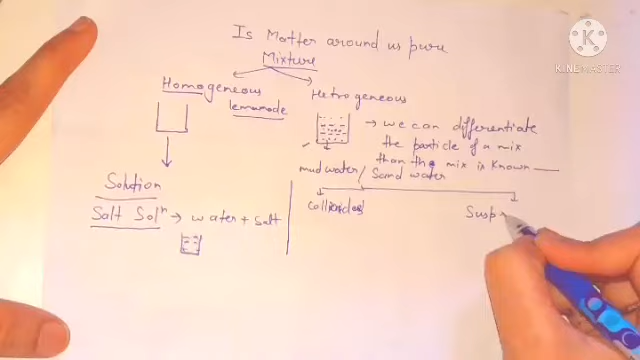 Is Matter around us pure
Mixture
Homogeneous
lemonade
Hetrogeneous
→ we can differentiate
the particle of a mix
than the mix is known
mud water / Sand water
Solution
Salt Solⁿ → water + salt
Susp
K
KINEMASTER